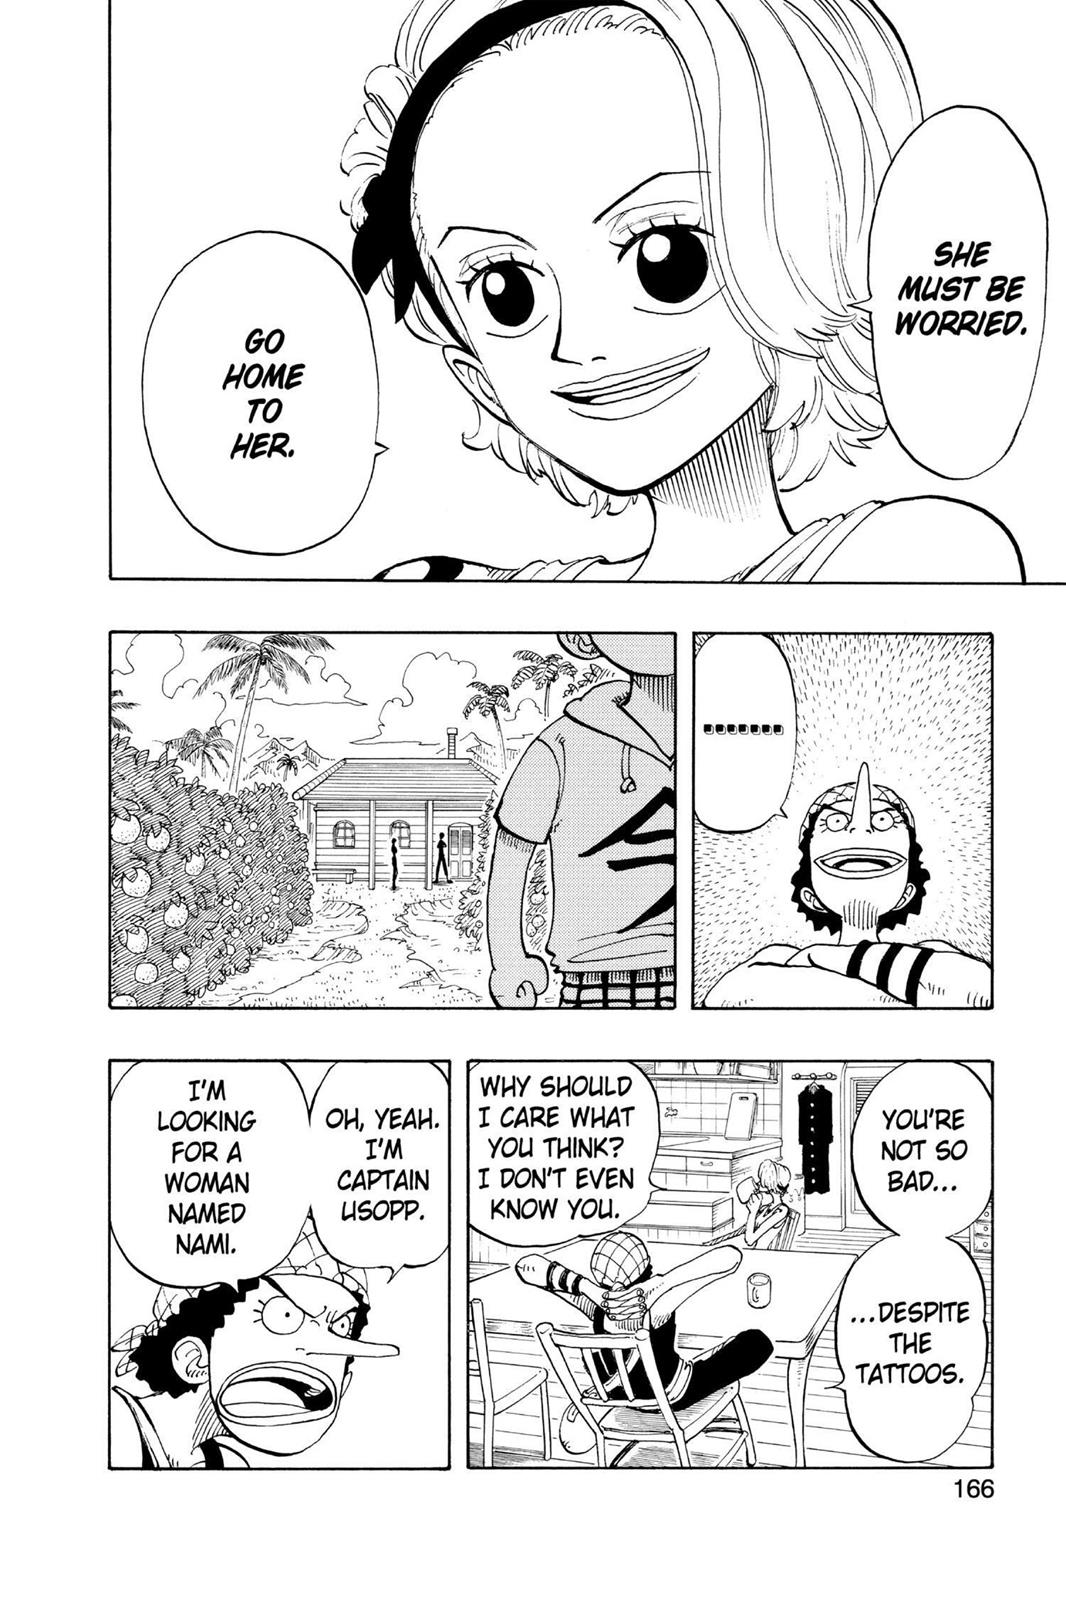 SHE
MUST BE
WORRIED.
GO
HOME
TO
HER.
........
YOU'RE
NOT SO
BAD...
...DESPITE
THE
TATTOOS.
WHY SHOULD
I CARE WHAT
YOU THINK?
I DON'T EVEN
KNOW YOU.
OH, YEAH.
I'M
CAPTAIN
USOPP.
I'M
LOOKING
FOR A
WOMAN
NAMED
NAMI.
166